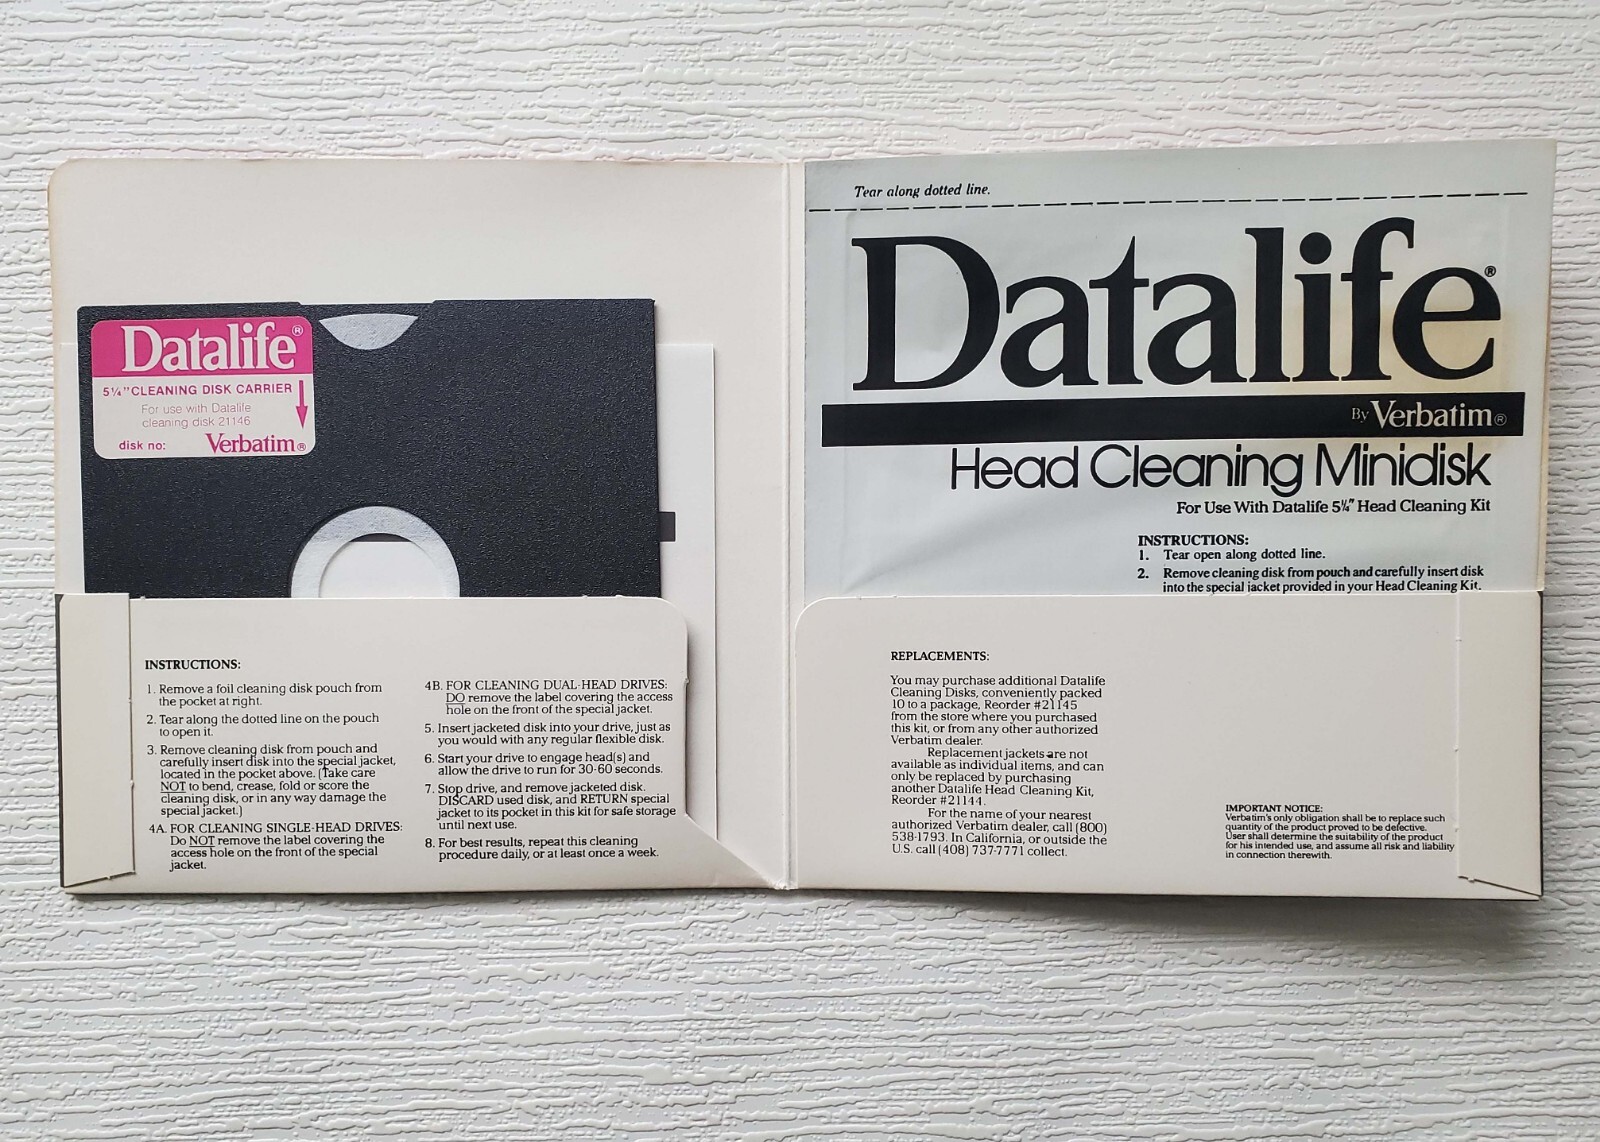 Datalife®
5¼" CLEANING DISK CARRIER
For use with Datalife
cleaning disk 21146
disk no: Verbatim®
INSTRUCTIONS:
1. Remove a foil cleaning disk pouch from
the pocket at right.
2. Tear along the dotted line on the pouch
to open it.
3. Remove cleaning disk from pouch and
carefully insert disk into the special jacket,
located in the pocket above. (Take care
NOT to bend, crease, fold or score the
cleaning disk, or in any way damage the
special jacket.)
4A. FOR CLEANING SINGLE-HEAD DRIVES:
Do NOT remove the label covering the
access hole on the front of the special
jacket.
4B. FOR CLEANING DUAL-HEAD DRIVES:
DO remove the label covering the access
hole on the front of the special jacket.
5. Insert jacketed disk into your drive, just as
you would with any regular flexible disk.
6. Start your drive to engage head(s) and
allow the drive to run for 30-60 seconds.
7. Stop drive, and remove jacketed disk.
DISCARD used disk, and RETURN special
jacket to its pocket in this kit for safe storage
until next use.
8. For best results, repeat this cleaning
procedure daily, or at least once a week.
Tear along dotted line.
Datalife®
By Verbatim®
Head Cleaning Minidisk
For Use With Datalife 5¼" Head Cleaning Kit
INSTRUCTIONS:
1. Tear open along dotted line.
2. Remove cleaning disk from pouch and carefully insert disk
into the special jacket provided in your Head Cleaning Kit.
REPLACEMENTS:
You may purchase additional Datalife
Cleaning Disks, conveniently packed
10 to a package, Reorder #21145
from the store where you purchased
this kit, or from any other authorized
Verbatim dealer.
Replacement jackets are not
available as individual items, and can
only be replaced by purchasing
another Datalife Head Cleaning Kit,
Reorder #21144.
For the name of your nearest
authorized Verbatim dealer, call (800)
538-1793. In California, or outside the
U.S. call (408) 737-7771 collect.
IMPORTANT NOTICE:
Verbatim's only obligation shall be to replace such
quantity of the product proved to be defective.
User shall determine the suitability of the product
for his intended use, and assume all risk and liability
in connection therewith.